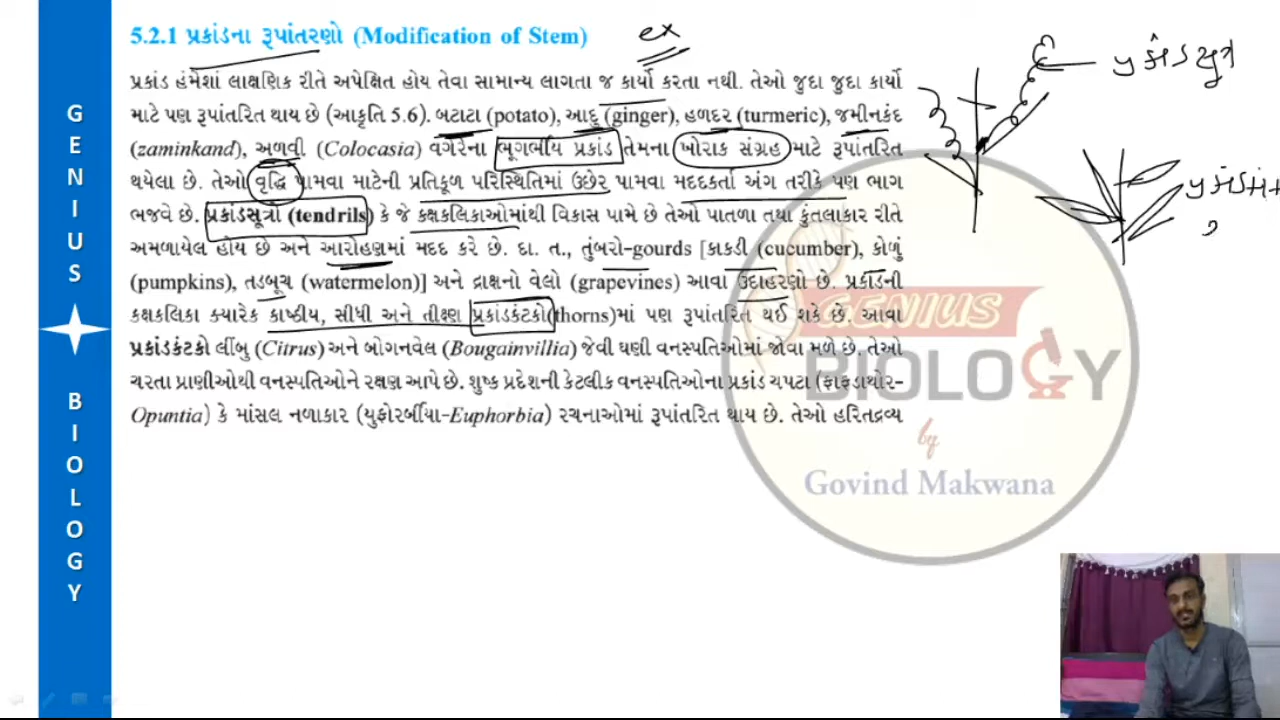 5.2.1 પ્રકાંડના રૂપાંતરણો (Modification of Stem)
ex
પ્રકાંડ હંમેશાં લાક્ષણિક રીતે અપેક્ષિત હોય તેવા સામાન્ય લાગતા જ કાર્યો કરતા નથી. તેઓ જુદા જુદા કાર્યો
માટે પણ રૂપાંતરિત થાય છે (આકૃતિ 5.6). બટાટા (potato), આદુ (ginger), હળદર (turmeric), જમીનકંદ
(zaminkand), અળવી (Colocasia) વગેરેના ભૂગર્ભીય પ્રકાંડ તેમના ખોરાક સંગ્રહ માટે રૂપાંતરિત
થયેલા છે. તેઓ વૃદ્ધિ પામવા માટેની પ્રતિકૂળ પરિસ્થિતિમાં ઉછેર પામવા મદદકર્તા અંગ તરીકે પણ ભાગ
ભજવે છે. પ્રકાંડસૂત્રો (tendrils) કે જે કક્ષકલિકાઓમાંથી વિકાસ પામે છે તેઓ પાતળા તથા કુંતલાકાર રીતે
અમળાયેલ હોય છે અને આરોહણમાં મદદ કરે છે. દા. ત., તુંબરો-gourds [કાકડી (cucumber), કોળું
(pumpkins), તડબૂચ (watermelon)] અને દ્રાક્ષનો વેલો (grapevines) આવા ઉદાહરણો છે. પ્રકાંડની
કક્ષકલિકા ક્યારેક કાષ્ઠીય, સીધી અને તીક્ષ્ણ પ્રકાંડકંટકો(thorns)માં પણ રૂપાંતરિત થઈ શકે છે. આવા
પ્રકાંડકંટકો લીંબુ (Citrus) અને બોગનવેલ (Bougainvillia) જેવી ઘણી વનસ્પતિઓમાં જોવા મળે છે. તેઓ
ચરતા પ્રાણીઓથી વનસ્પતિઓને રક્ષણ આપે છે. શુષ્ક પ્રદેશની કેટલીક વનસ્પતિઓના પ્રકાંડ ચપટા (ફાફડાથોર-
Opuntia) કે માંસલ નળાકાર (યુફોરબીયા-Euphorbia) રચનાઓમાં રૂપાંતરિત થાય છે. તેઓ હરિતદ્રવ્ય
પ્રકાંડસૂત્ર
GENIUS
BIOLOGY
by
Govind Makwana
GENIUS BIOLOGY